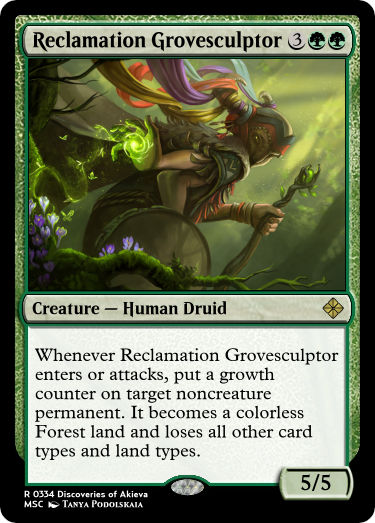 Reclamation Grovesculptor 3
Creature — Human Druid
Whenever Reclamation Grovesculptor
enters or attacks, put a growth
counter on target noncreature
permanent. It becomes a colorless
Forest land and loses all other card
types and land types.
5/5
R 0334 Discoveries of Akieva
MSC Tanya Podolskaia